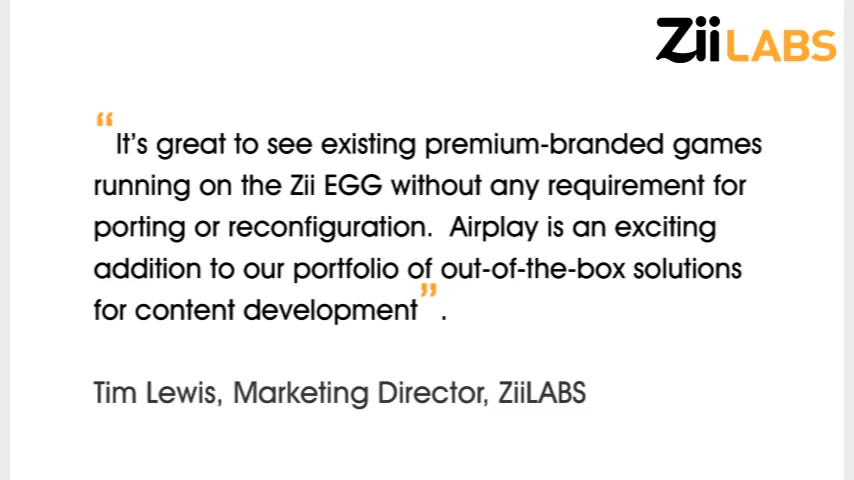 ZiiLABS
“It’s great to see existing premium-branded games
running on the Zii EGG without any requirement for
porting or reconfiguration.  Airplay is an exciting
addition to our portfolio of out-of-the-box solutions
for content development”.
Tim Lewis, Marketing Director, ZiiLABS